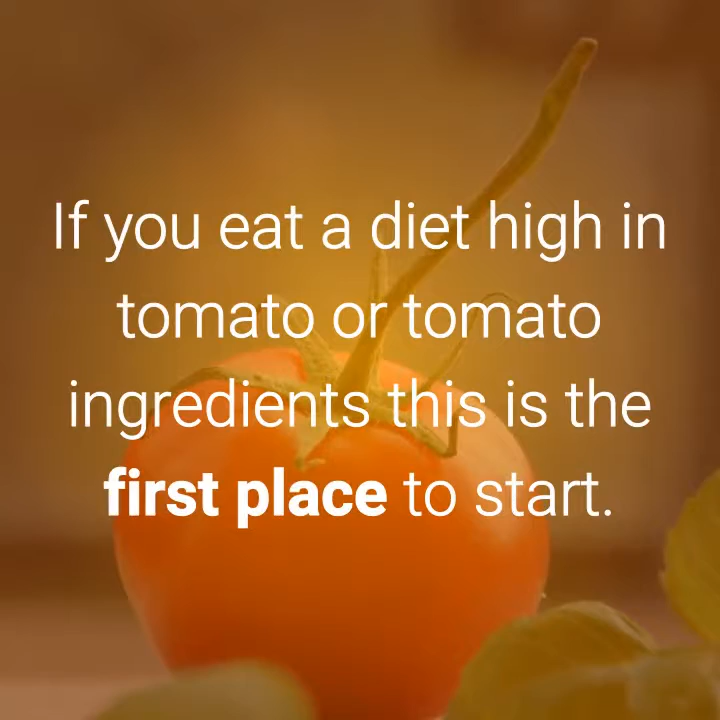 If you eat a diet high in
tomato or tomato
ingredients this is the
first place to start.